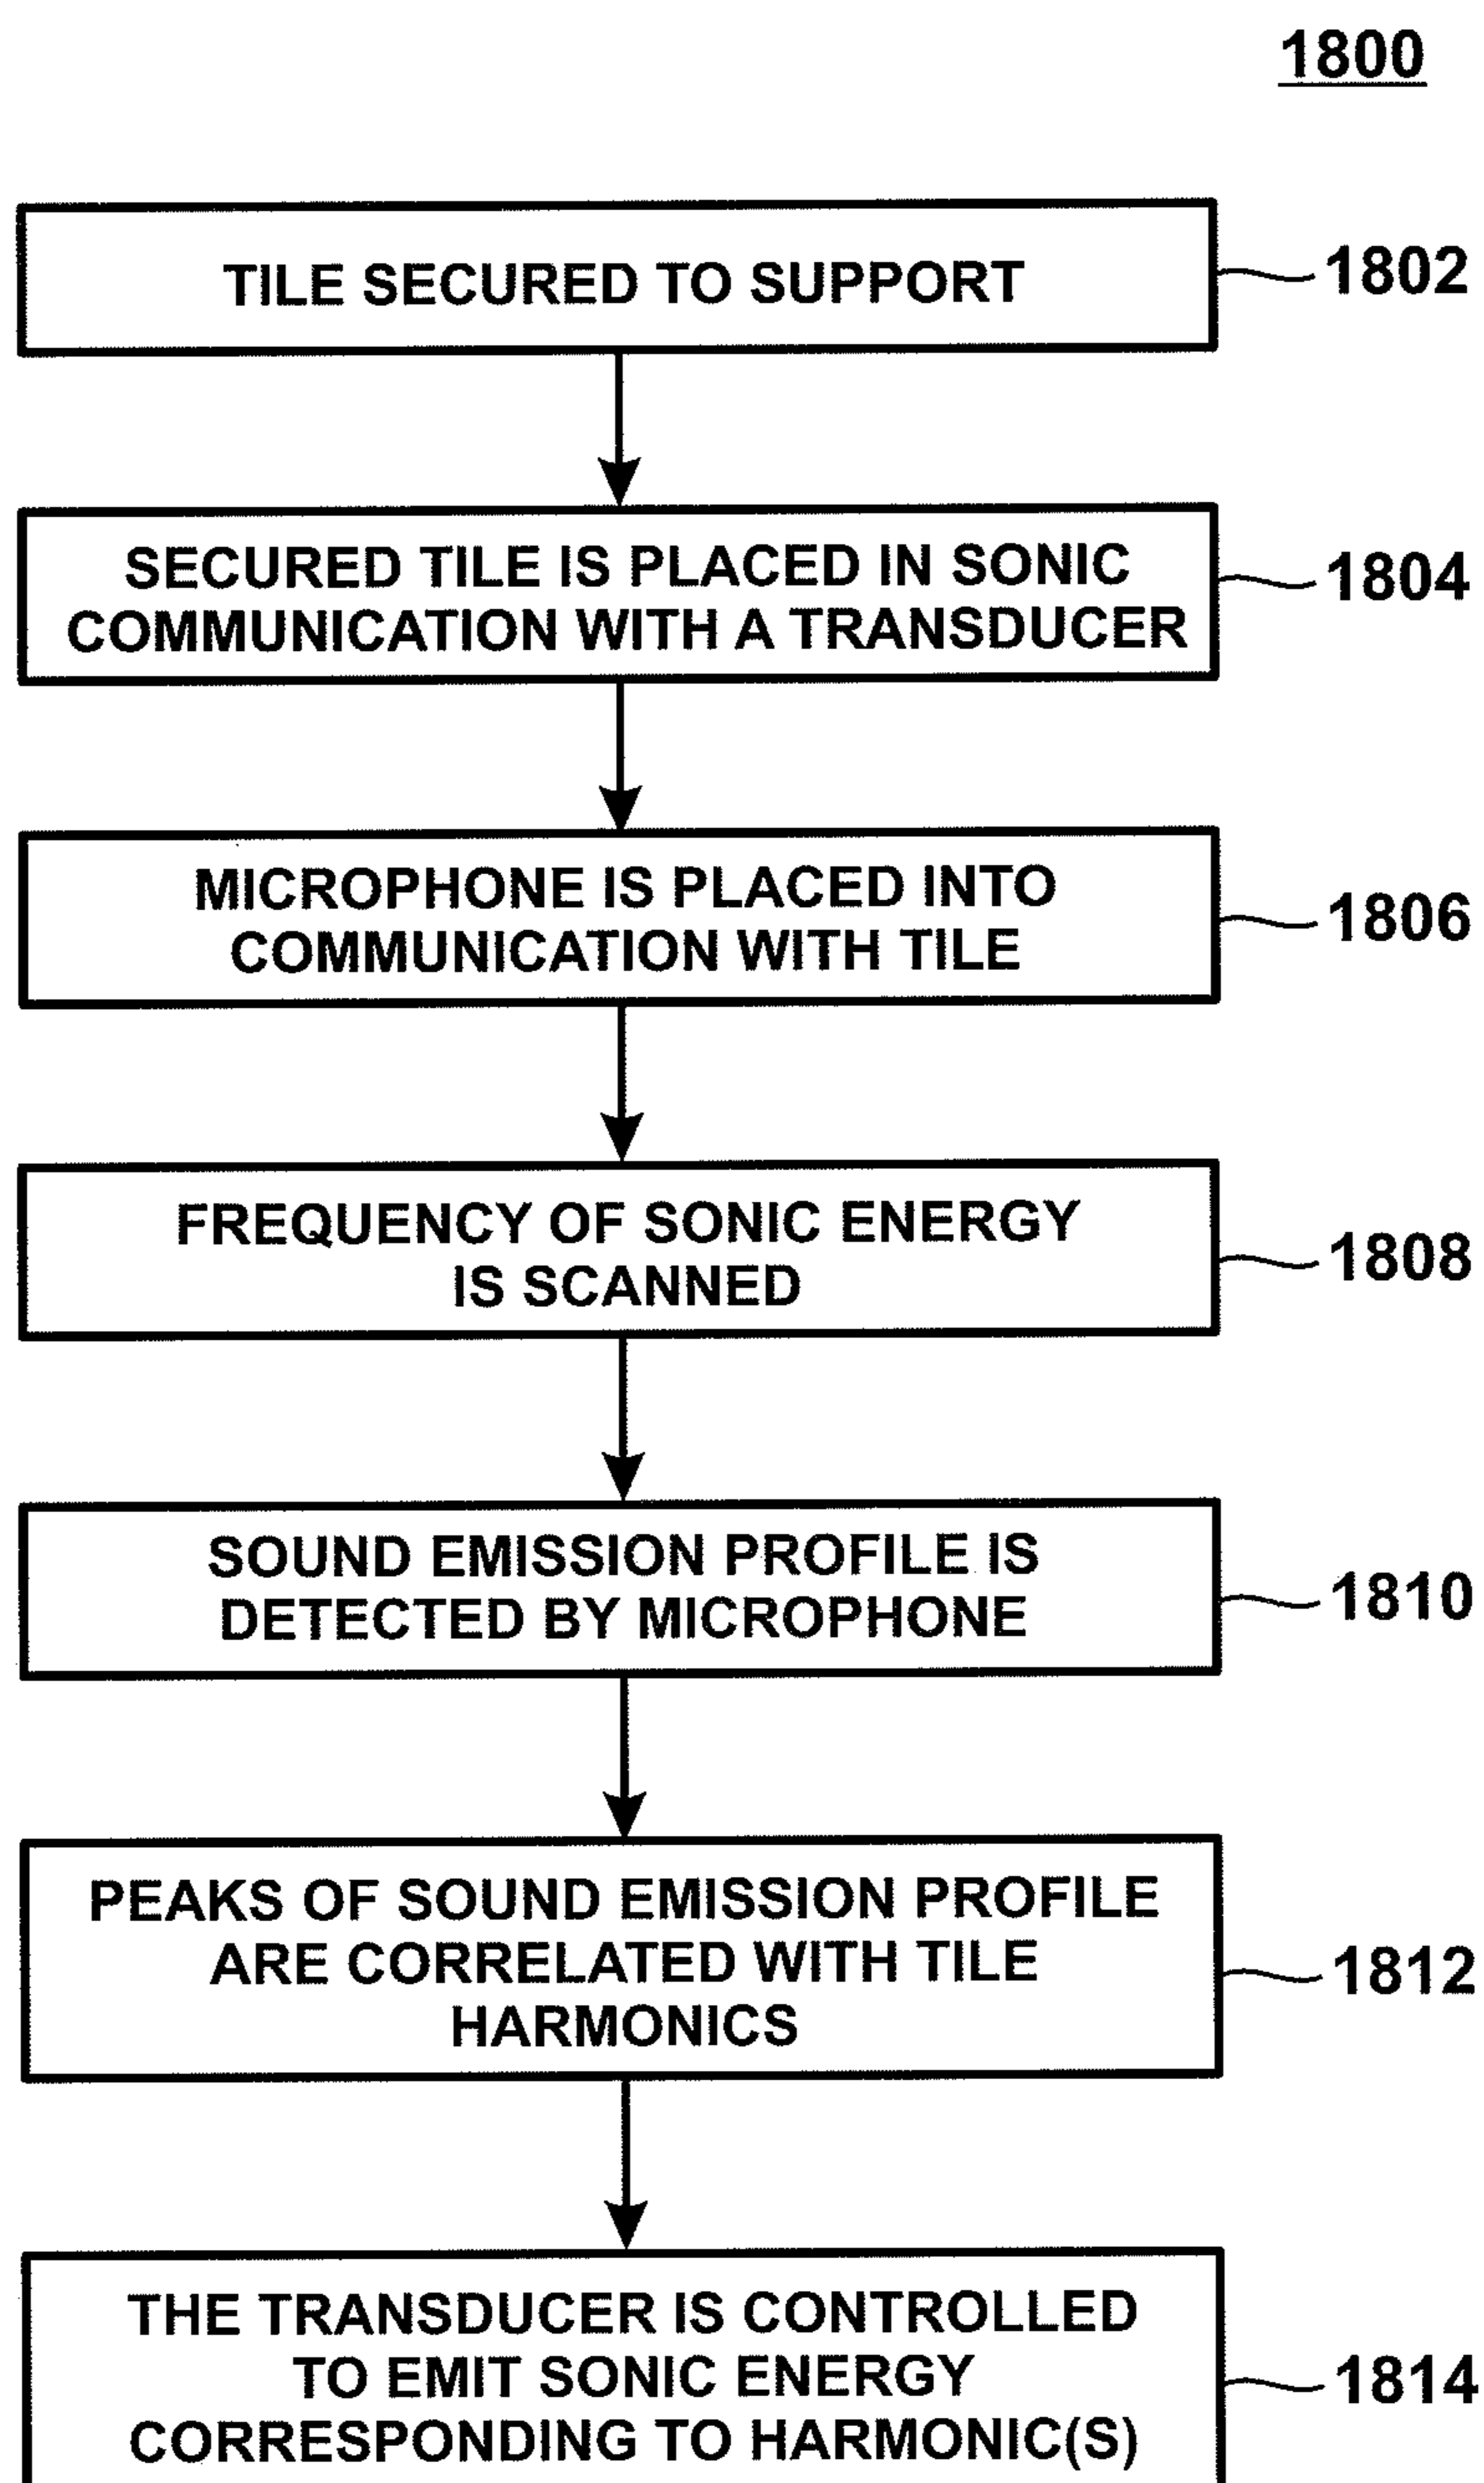 1800
TILE SECURED TO SUPPORT
1802
SECURED TILE IS PLACED IN SONIC
COMMUNICATION WITH A TRANSDUCER
1804
MICROPHONE IS PLACED INTO
COMMUNICATION WITH TILE
1806
FREQUENCY OF SONIC ENERGY
IS SCANNED
1808
SOUND EMISSION PROFILE IS
DETECTED BY MICROPHONE
1810
PEAKS OF SOUND EMISSION PROFILE
ARE CORRELATED WITH TILE
HARMONICS
1812
THE TRANSDUCER IS CONTROLLED
TO EMIT SONIC ENERGY
CORRESPONDING TO HARMONIC(S)
1814